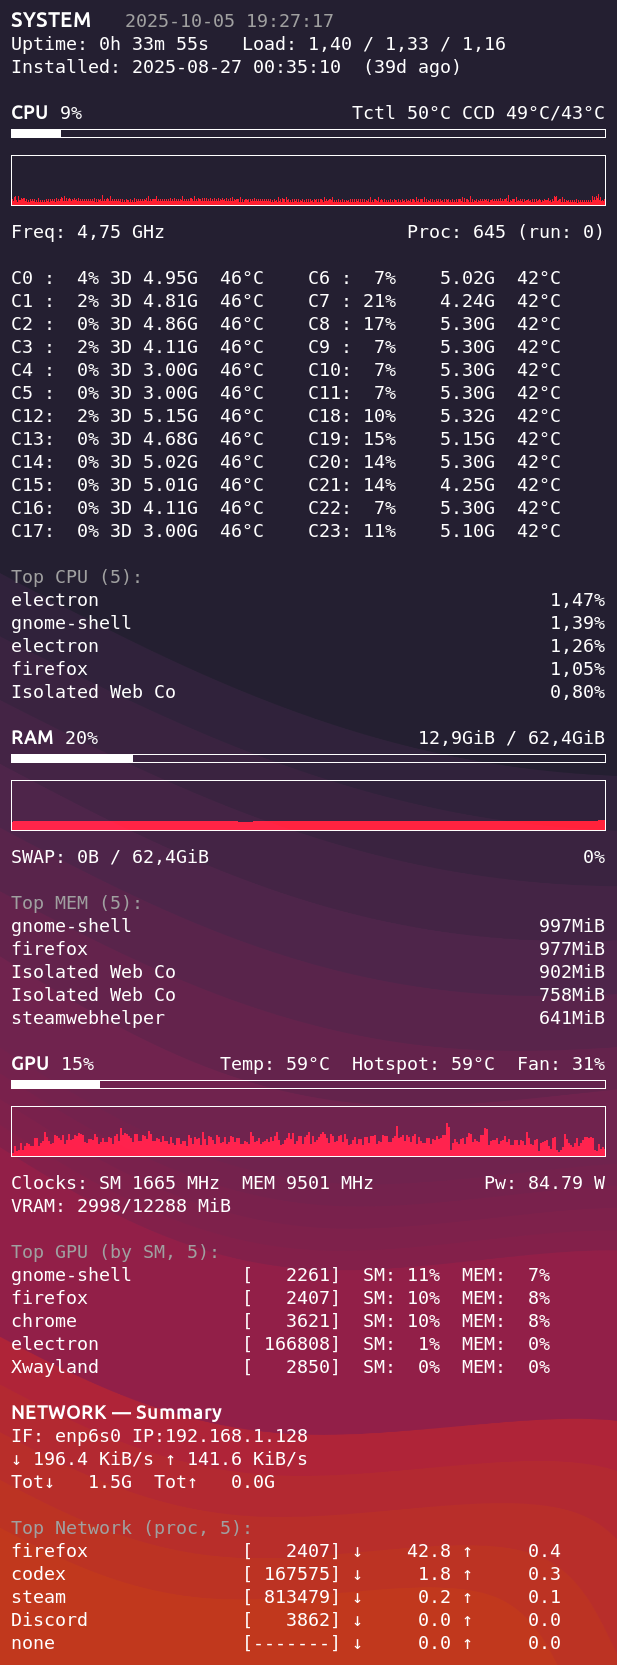 SYSTEM 2025-10-05 19:27:17
Uptime: 0h 33m 55s Load: 1,40 / 1,33 / 1,16
Installed: 2025-08-27 00:35:10 (39d ago)
CPU 9% Tctl 50°C CCD 49°C/43°C
Freq: 4,75 GHz Proc: 645 (run: 0)
C0 : 4% 3D 4.95G 46°C C6 : 7% 5.02G 42°C
C1 : 2% 3D 4.81G 46°C C7 : 21% 4.24G 42°C
C2 : 0% 3D 4.86G 46°C C8 : 17% 5.30G 42°C
C3 : 2% 3D 4.11G 46°C C9 : 7% 5.30G 42°C
C4 : 0% 3D 3.00G 46°C C10: 7% 5.30G 42°C
C5 : 0% 3D 3.00G 46°C C11: 7% 5.30G 42°C
C12: 2% 3D 5.15G 46°C C18: 10% 5.32G 42°C
C13: 0% 3D 4.68G 46°C C19: 15% 5.15G 42°C
C14: 0% 3D 5.02G 46°C C20: 14% 5.30G 42°C
C15: 0% 3D 5.01G 46°C C21: 14% 4.25G 42°C
C16: 0% 3D 4.11G 46°C C22: 7% 5.30G 42°C
C17: 0% 3D 3.00G 46°C C23: 11% 5.10G 42°C
Top CPU (5):
electron 1,47%
gnome-shell 1,39%
electron 1,26%
firefox 1,05%
Isolated Web Co 0,80%
RAM 20% 12,9GiB / 62,4GiB
SWAP: 0B / 62,4GiB 0%
Top MEM (5):
gnome-shell 997MiB
firefox 977MiB
Isolated Web Co 902MiB
Isolated Web Co 758MiB
steamwebhelper 641MiB
GPU 15% Temp: 59°C Hotspot: 59°C Fan: 31%
Clocks: SM 1665 MHz MEM 9501 MHz Pw: 84.79 W
VRAM: 2998/12288 MiB
Top GPU (by SM, 5):
gnome-shell [ 2261] SM: 11% MEM: 7%
firefox [ 2407] SM: 10% MEM: 8%
chrome [ 3621] SM: 10% MEM: 8%
electron [ 166808] SM: 1% MEM: 0%
Xwayland [ 2850] SM: 0% MEM: 0%
NETWORK — Summary
IF: enp6s0 IP:192.168.1.128
↓ 196.4 KiB/s ↑ 141.6 KiB/s
Tot↓ 1.5G Tot↑ 0.0G
Top Network (proc, 5):
firefox [ 2407] ↓ 42.8 ↑ 0.4
codex [ 167575] ↓ 1.8 ↑ 0.3
steam [ 813479] ↓ 0.2 ↑ 0.1
Discord [ 3862] ↓ 0.0 ↑ 0.0
none [-------] ↓ 0.0 ↑ 0.0